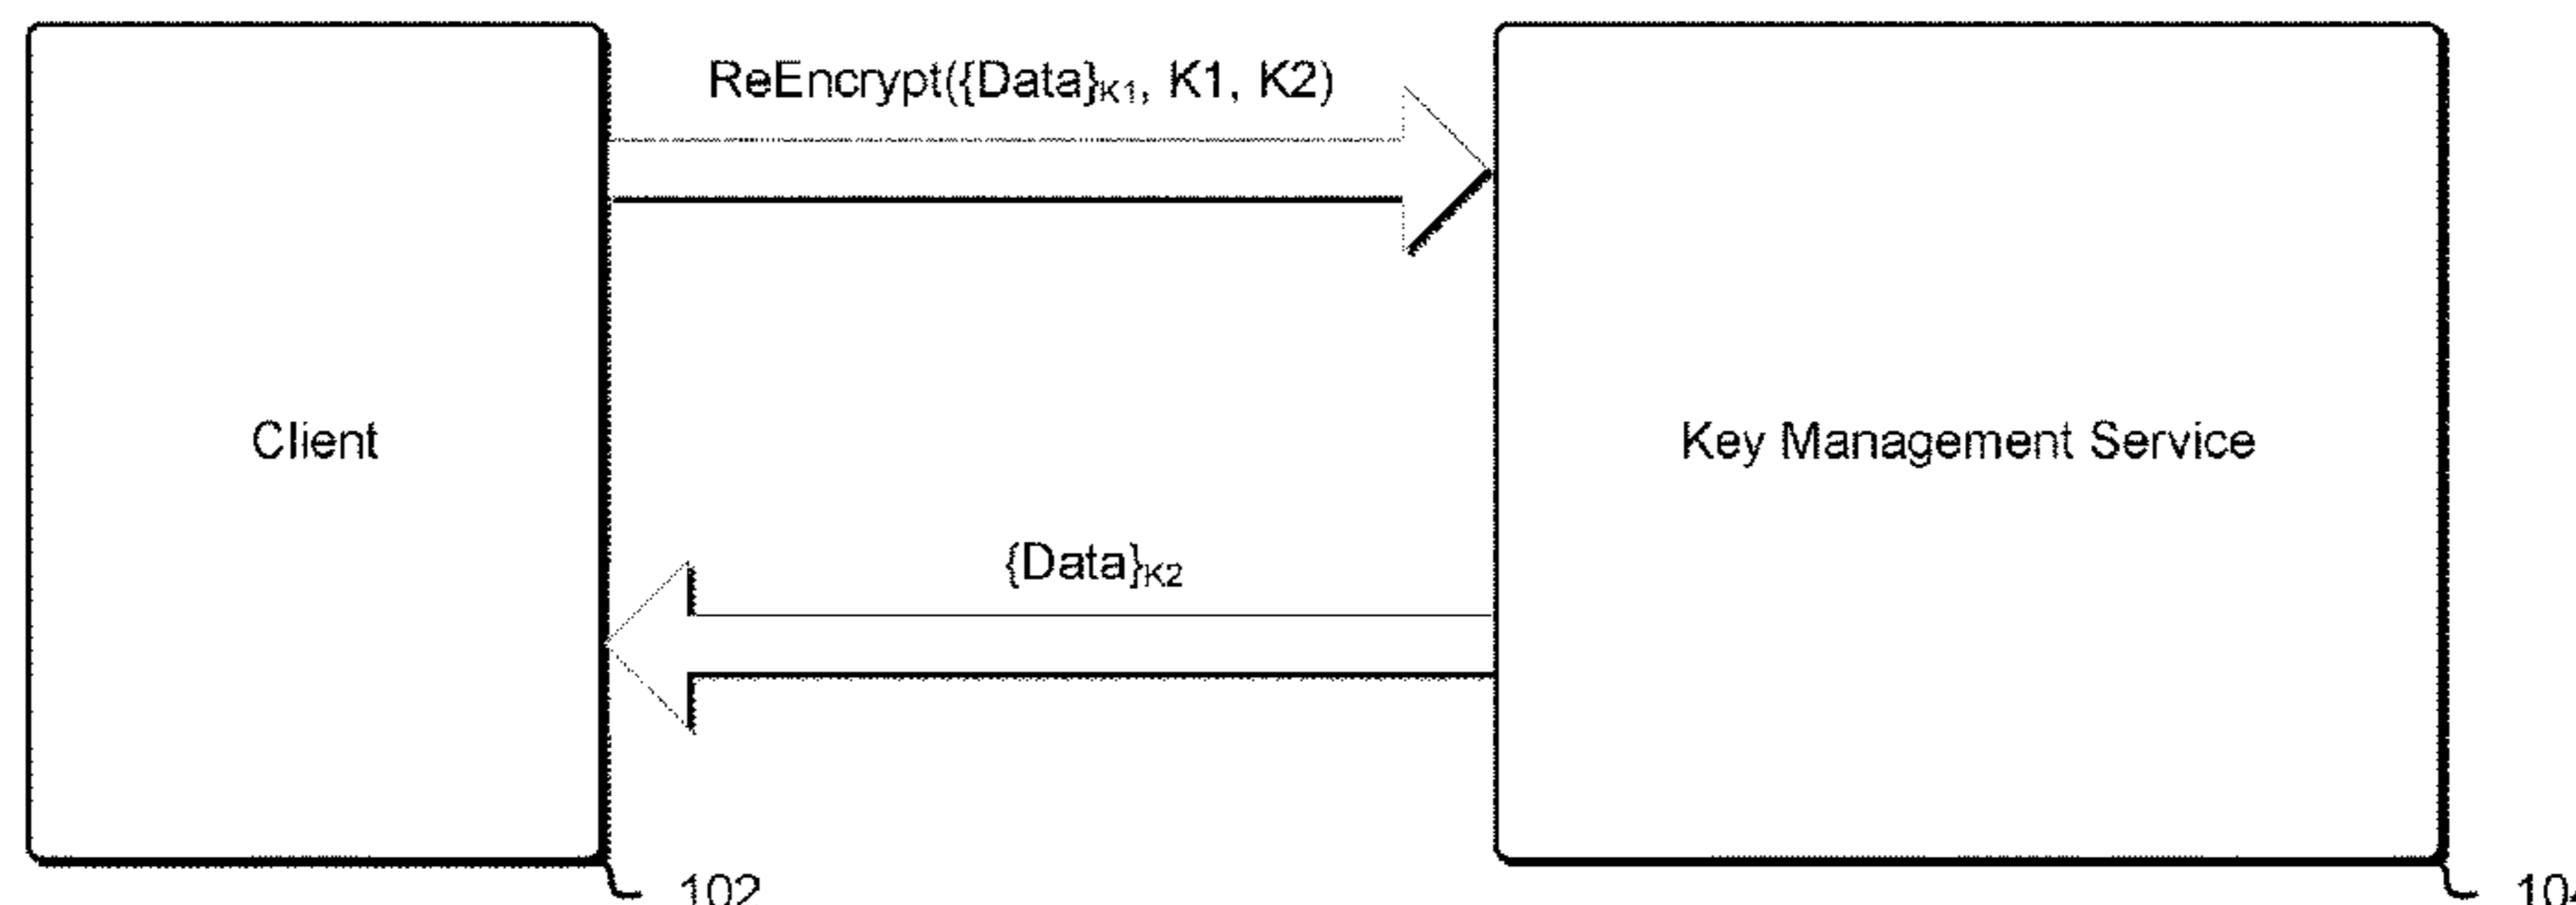 ReEncrypt({Data}K1, K1, K2)
Client
Key Management Service
{Data}K2
102